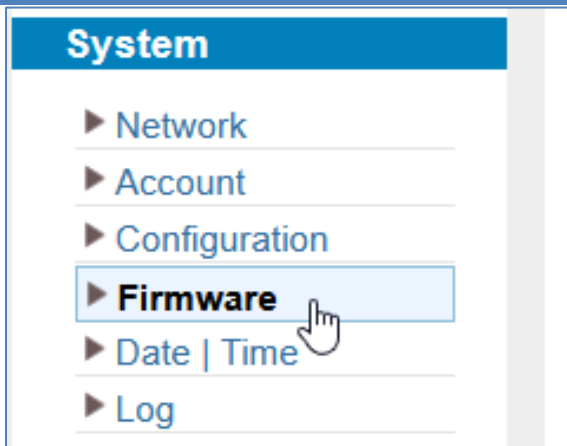 System
Network
Account
Configuration
Firmware
Date | Time
Log